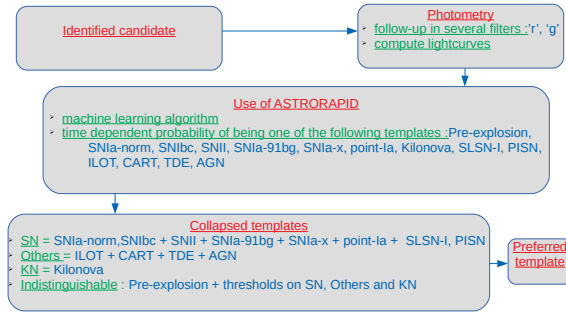 Identified candidate
Photometry
➢ follow-up in several filters :'r', 'g'
➢ compute lightcurves
Use of ASTRORAPID
➢ machine learning algorithm
➢ time dependent probability of being one of the following templates :Pre-explosion,
SNIa-norm, SNIbc, SNII, SNIa-91bg, SNIa-x, point-Ia, Kilonova, SLSN-I, PISN,
ILOT, CART, TDE, AGN
Collapsed templates
➢ SN = SNIa-norm,SNIbc + SNII + SNIa-91bg + SNIa-x + point-Ia + SLSN-I, PISN
➢ Others = ILOT + CART + TDE + AGN
➢ KN = Kilonova
➢ Indistinguishable : Pre-explosion + thresholds on SN, Others and KN
Preferred
template